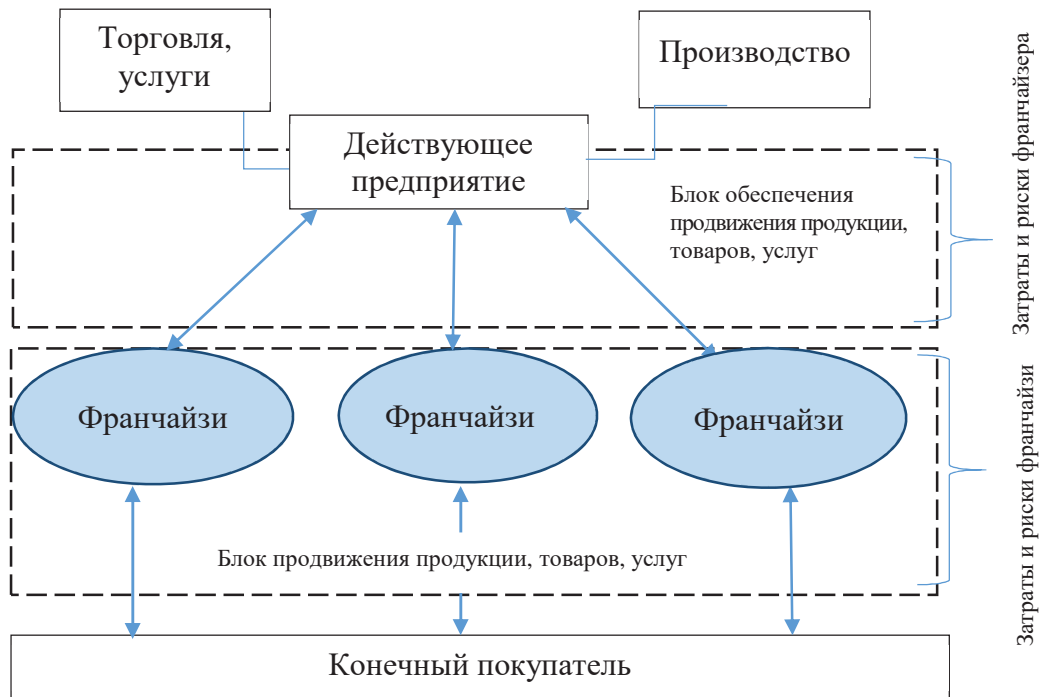 Торговля,
услуги
Производство
Действующее
предприятие
Блок обеспечения
продвижения продукции,
товаров, услуг
Затраты и риски франчайзера
Франчайзи
Франчайзи
Франчайзи
Блок продвижения продукции, товаров, услуг
Затраты и риски франчайзи
Конечный покупатель